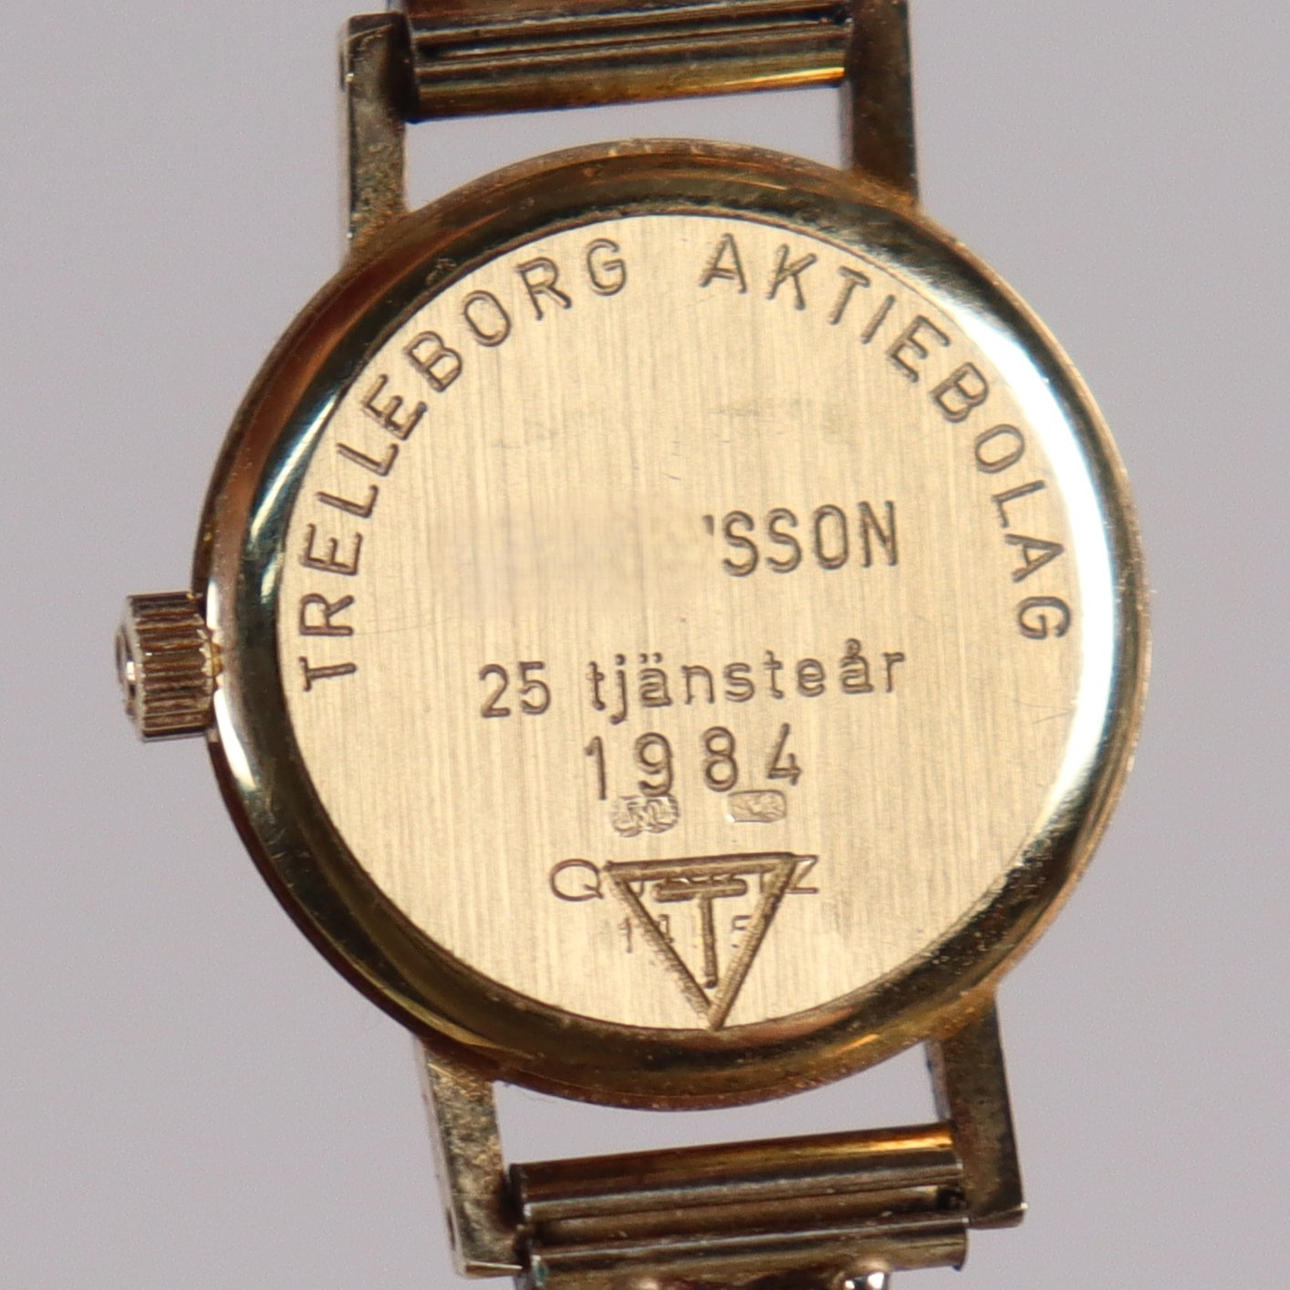 TRELLEBORG AKTIEBOLAG
SSON
25 tjänsteår
1984
T